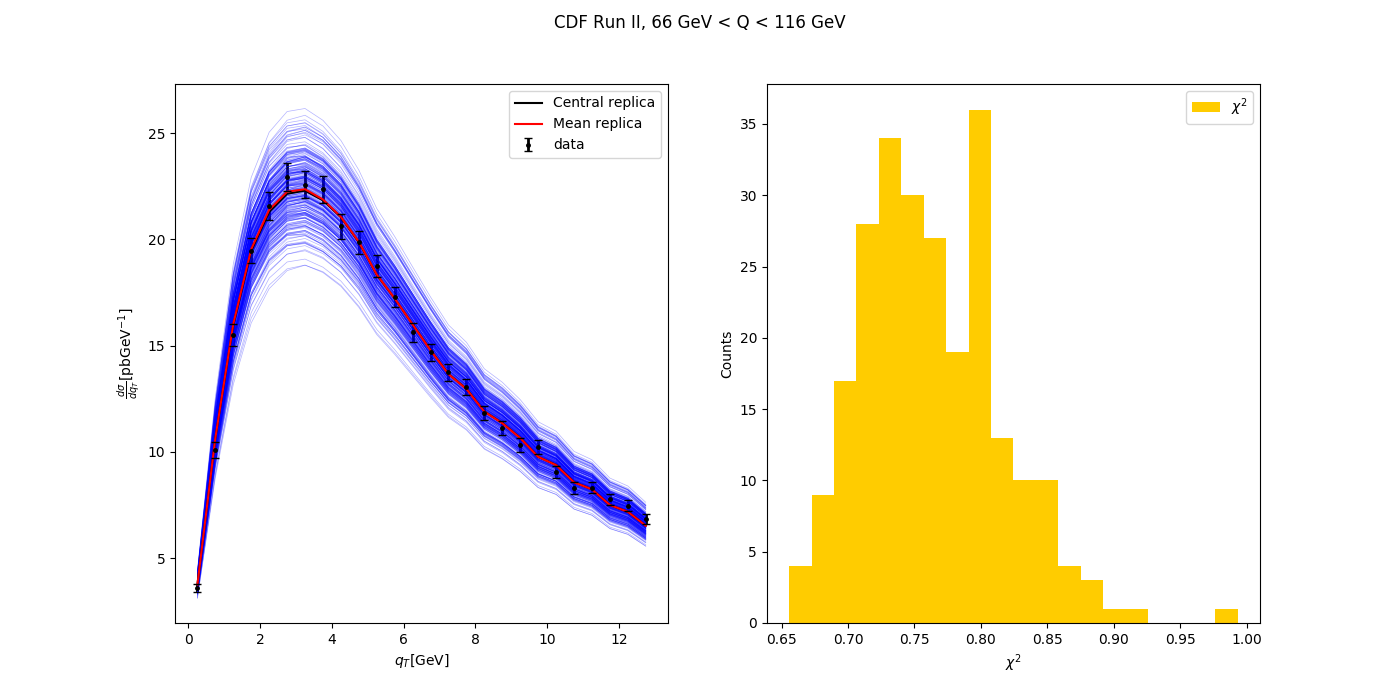 CDF Run II, 66 GeV < Q < 116 GeV
Central replica
Mean replica
data
25
20
15
10
5
dσ/dq_T [pbGeV⁻¹]
0 2 4 6 8 10 12
q_T[GeV]
χ²
35
30
25
20
15
10
5
0
Counts
0.65 0.70 0.75 0.80 0.85 0.90 0.95 1.00
χ²